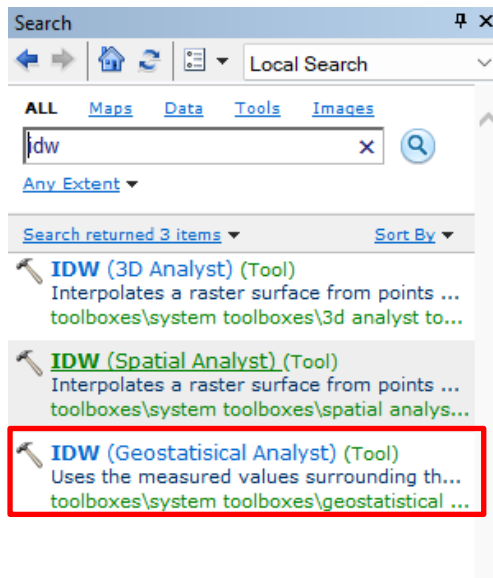 Search
Local Search
ALL Maps Data Tools Images
idw
Any Extent
Search returned 3 items Sort By
IDW (3D Analyst) (Tool)
Interpolates a raster surface from points ...
toolboxes\system toolboxes\3d analyst to...
IDW (Spatial Analyst) (Tool)
Interpolates a raster surface from points ...
toolboxes\system toolboxes\spatial analys...
IDW (Geostatisical Analyst) (Tool)
Uses the measured values surrounding th...
toolboxes\system toolboxes\geostatistical ...